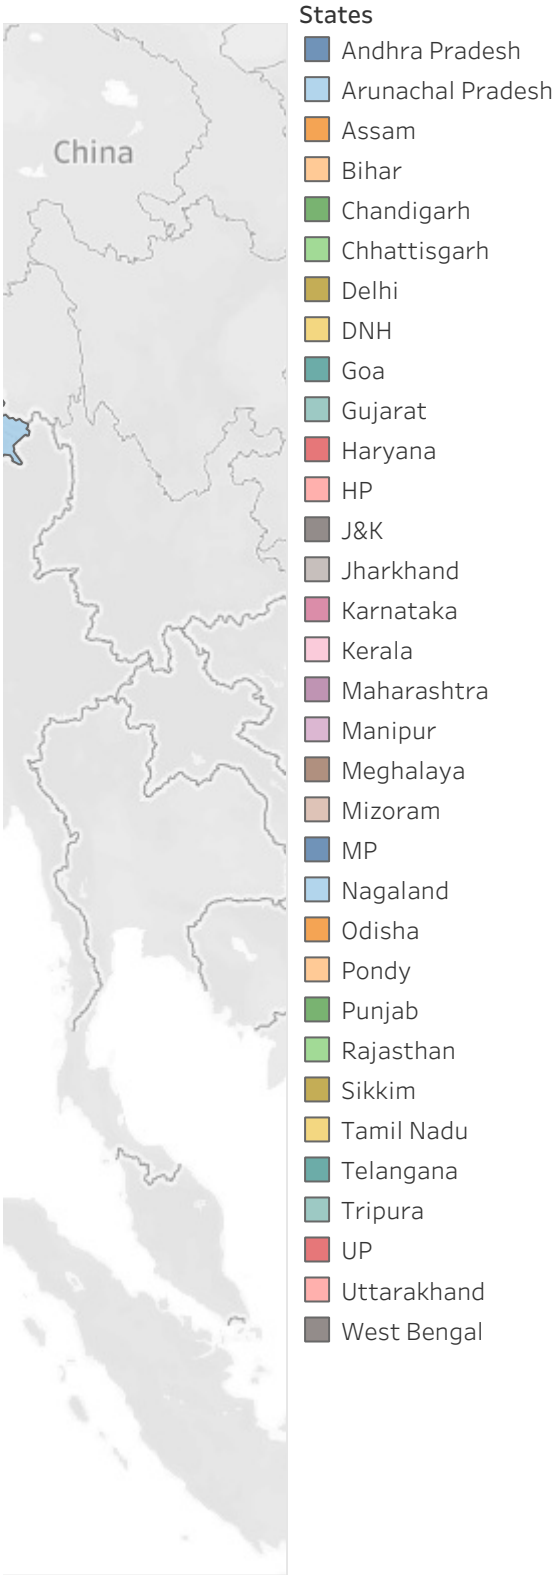 States
China
Andhra Pradesh
Arunachal Pradesh
Assam
Bihar
Chandigarh
Chhattisgarh
Delhi
DNH
Goa
Gujarat
Haryana
HP
J&K
Jharkhand
Karnataka
Kerala
Maharashtra
Manipur
Meghalaya
Mizoram
MP
Nagaland
Odisha
Pondy
Punjab
Rajasthan
Sikkim
Tamil Nadu
Telangana
Tripura
UP
Uttarakhand
West Bengal